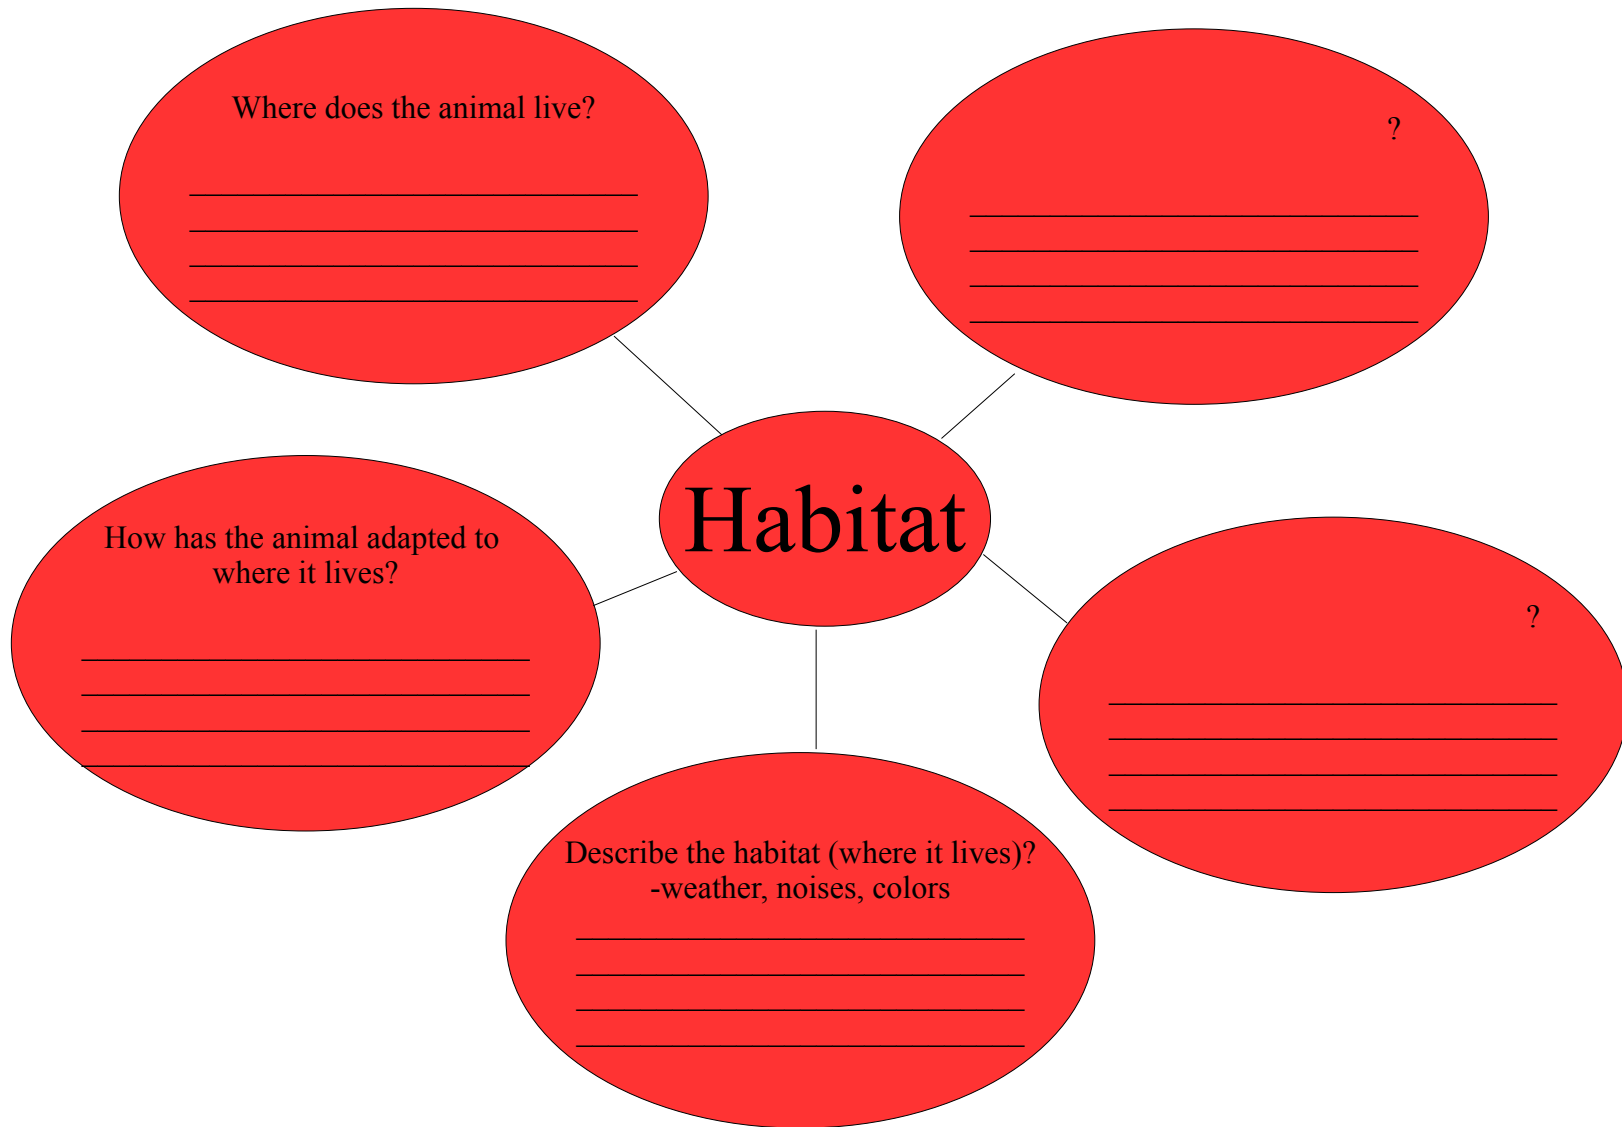 Where does the animal live?
?
Habitat
How has the animal adapted to
where it lives?
?
Describe the habitat (where it lives)?
-weather, noises, colors